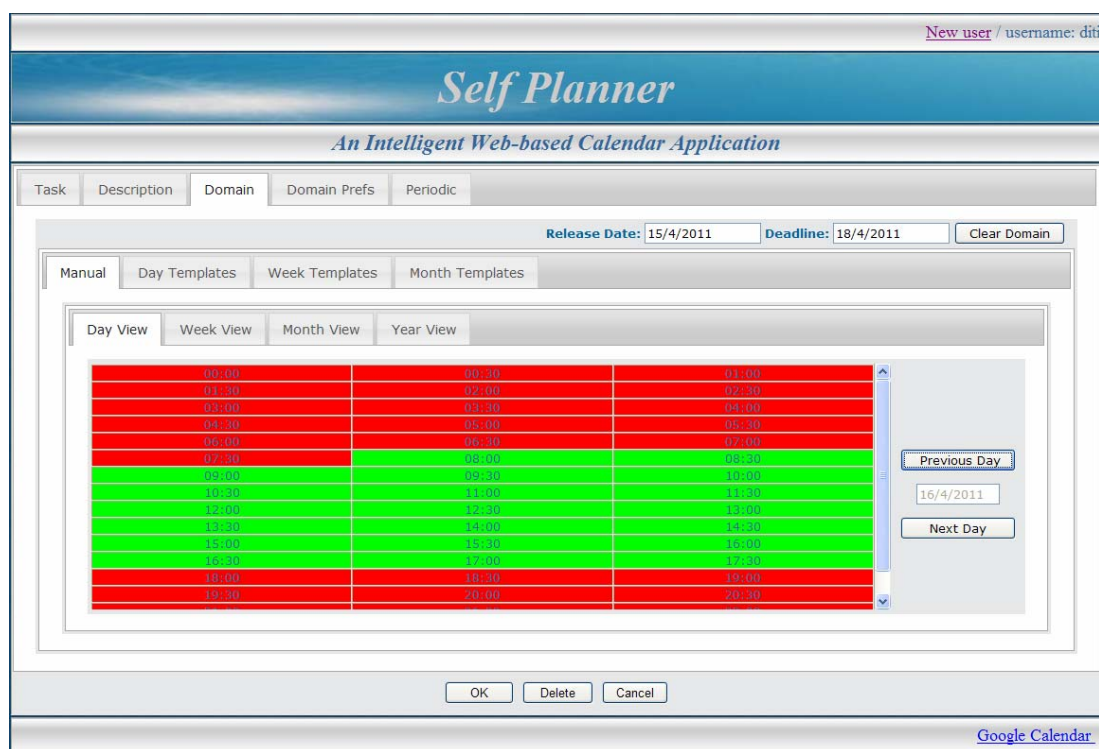 New user / username: diti
Self Planner
An Intelligent Web-based Calendar Application
Task Description Domain Domain Prefs Periodic
Release Date: 15/4/2011 Deadline: 18/4/2011 Clear Domain
Manual Day Templates Week Templates Month Templates
Day View Week View Month View Year View
00:00 00:30 01:00
01:30 02:00 02:30
03:00 03:30 04:00
04:30 05:00 05:30
06:00 06:30 07:00
07:30 08:00 08:30
Previous Day
09:00 09:30 10:00
10:30 11:00 11:30
16/4/2011
12:00 12:30 13:00
13:30 14:00 14:30
Next Day
15:00 15:30 16:00
16:30 17:00 17:30
18:00 18:30 19:00
19:30 20:00 20:30
OK Delete Cancel
Google Calendar